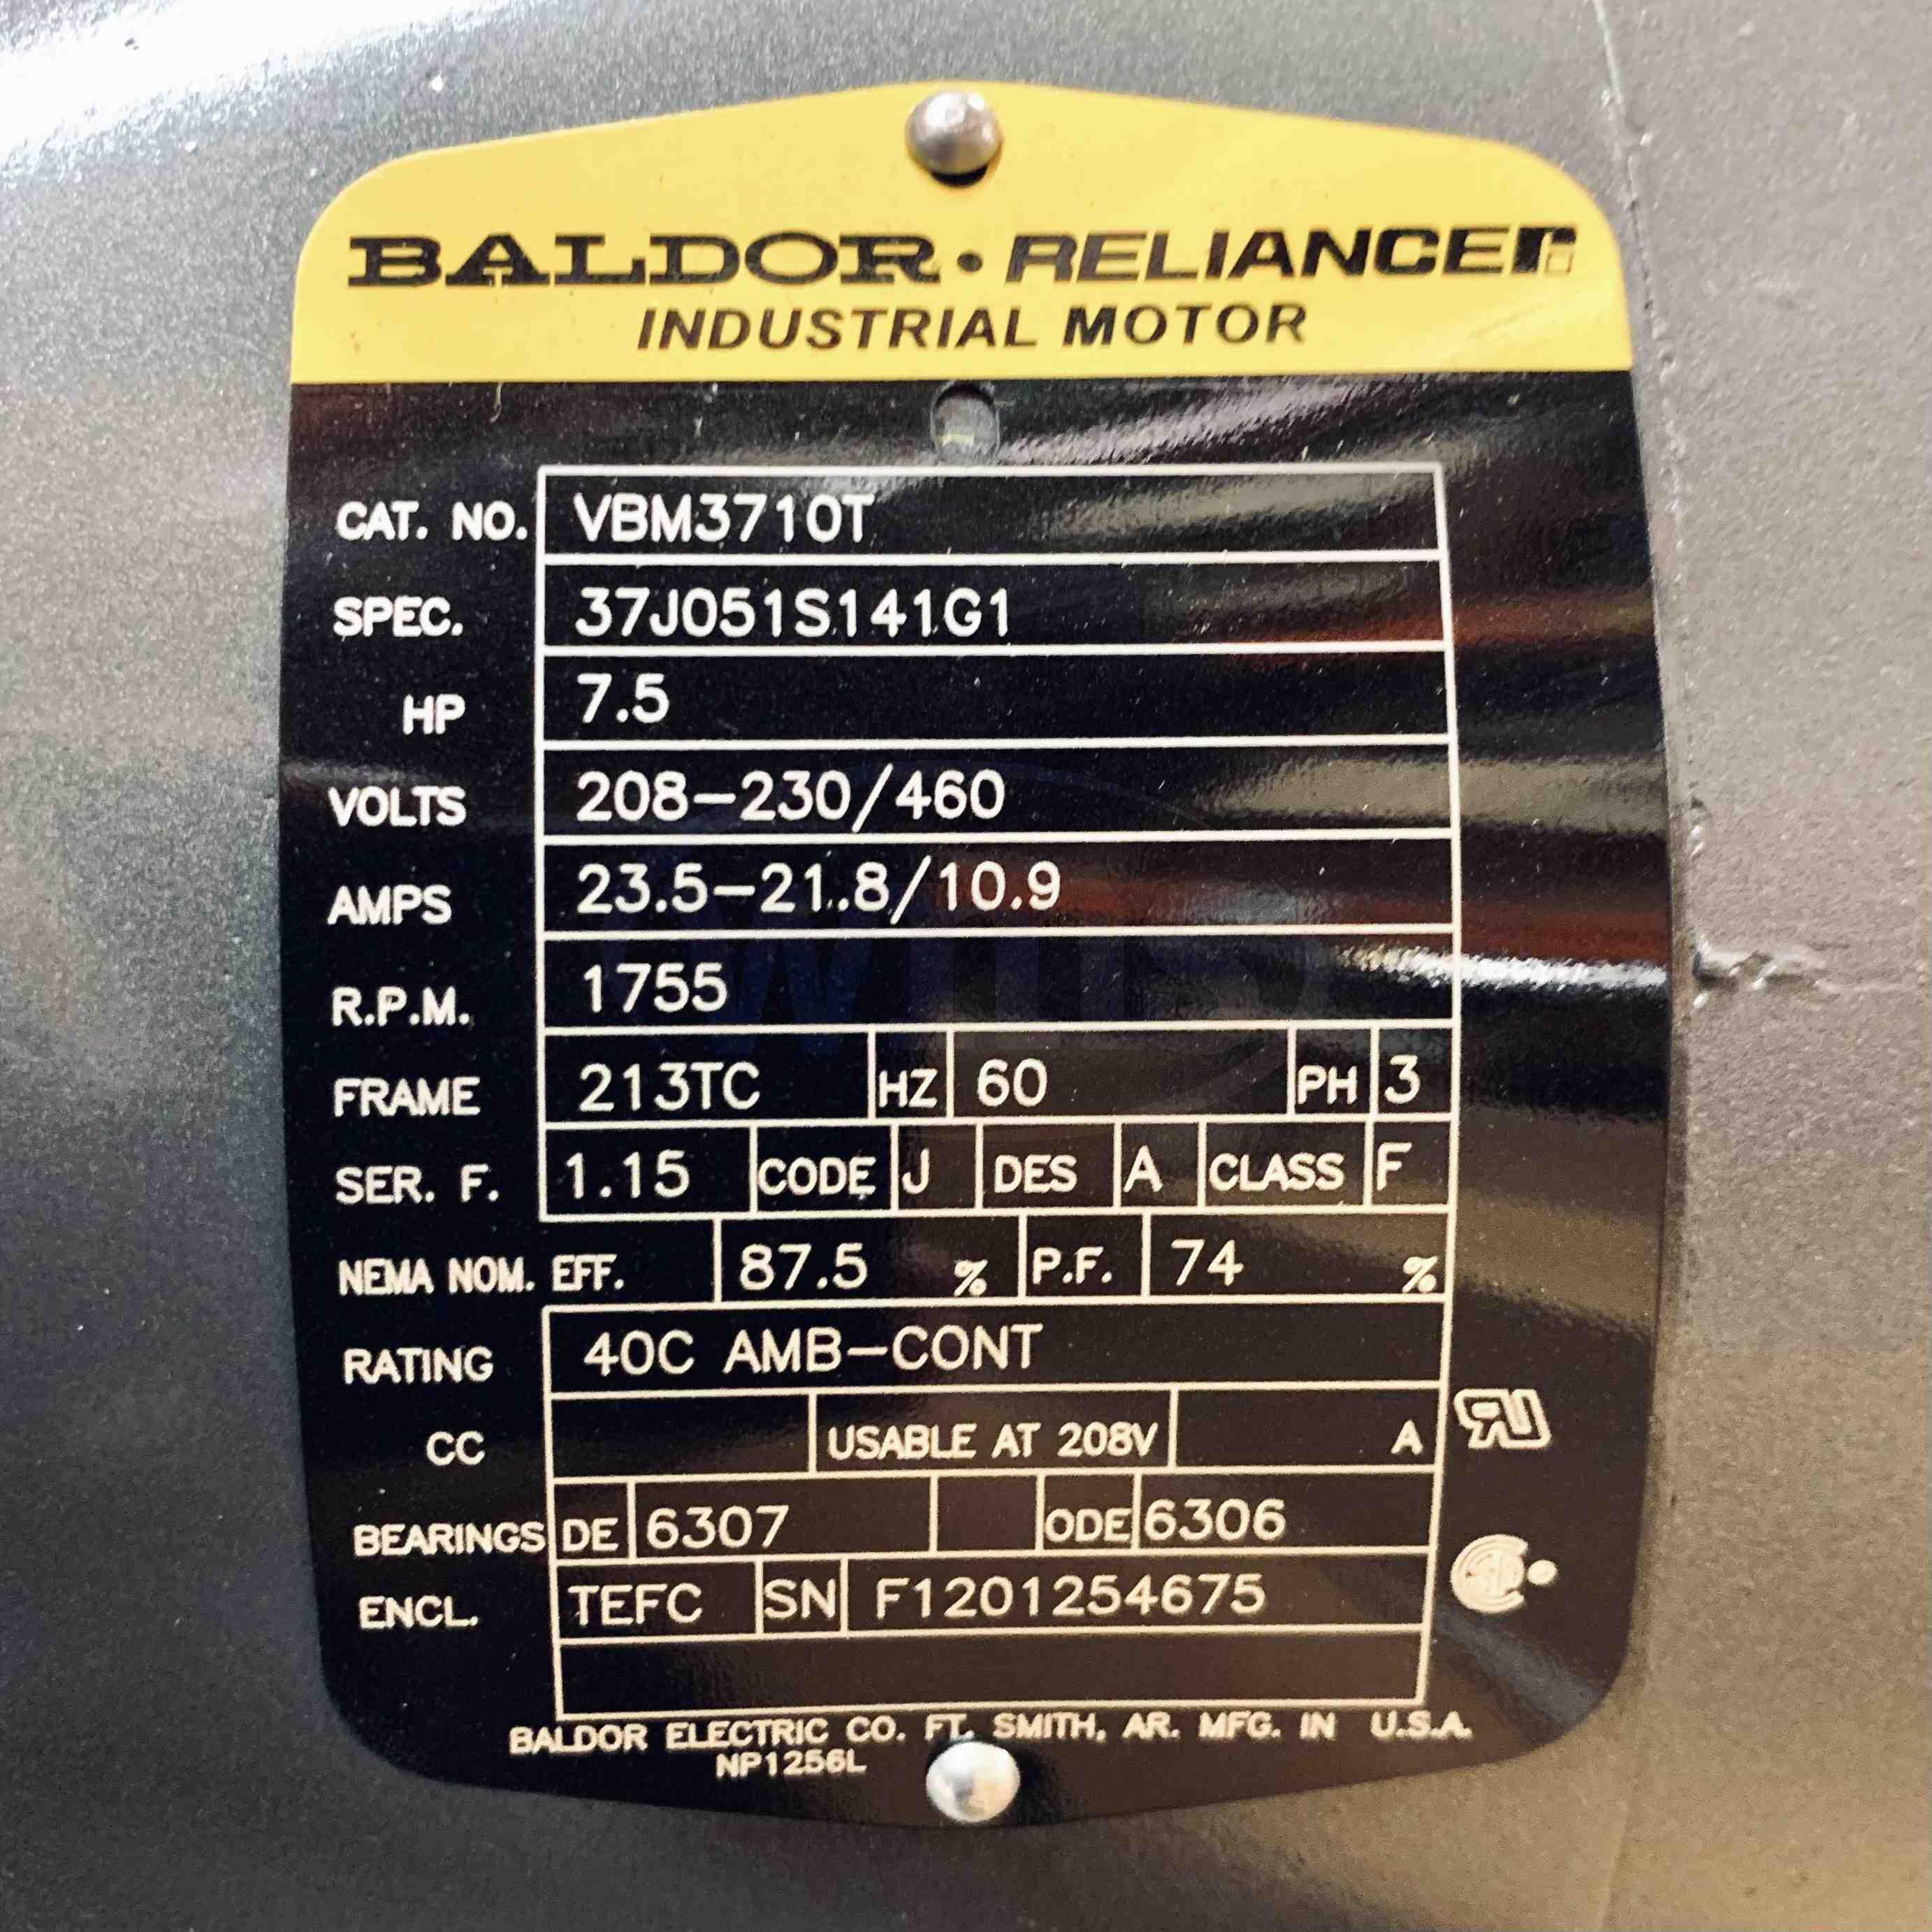 BALDOR • RELIANCE
INDUSTRIAL MOTOR
CAT. NO. VBM3710T
SPEC. 37J051S141G1
HP 7.5
VOLTS 208-230/460
AMPS 23.5-21.8/10.9
R.P.M. 1755
FRAME 213TC HZ 60 PH 3
SER. F. 1.15 CODE J DES A CLASS F
NEMA NOM. EFF. 87.5 % P.F. 74 %
RATING 40C AMB-CONT
CC USABLE AT 208V A
BEARINGS DE 6307 ODE 6306
ENCL. TEFC SN F1201254675
BALDOR ELECTRIC CO. FT. SMITH, AR. MFG. IN U.S.A.
NP1256L